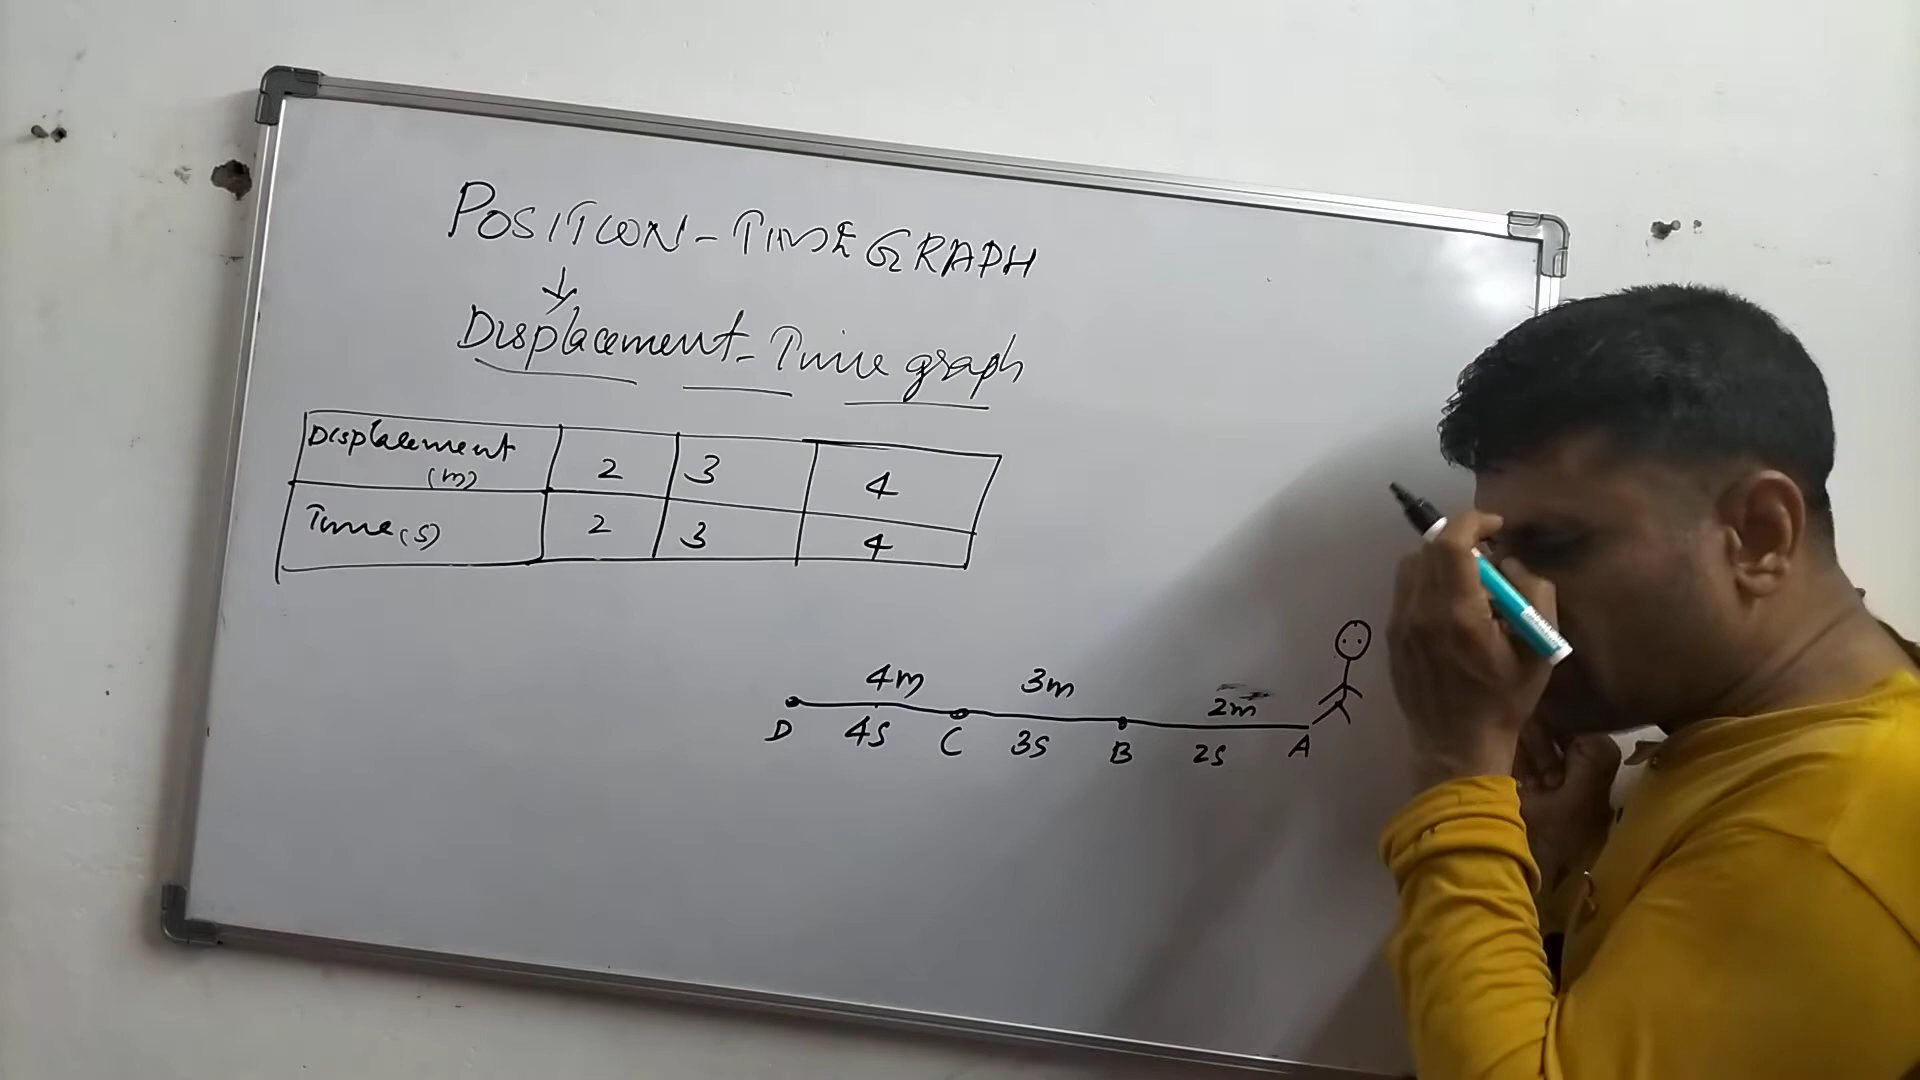 POSITION-TIME GRAPH
Displacement-Time graph
Displacement (m) 2 3 4
Time (s) 2 3 4
4m 3m 2m
D 4s C 3s B 2s A